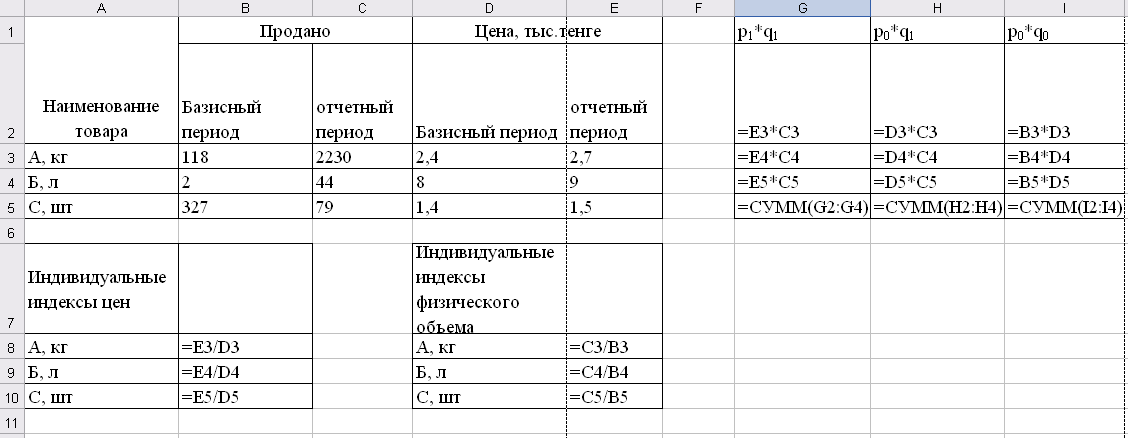 A B C D E F G H I
1 Продано Цена, тыс.тенге p₁*q₁ p₀*q₁ p₀*q₀
Наименование
товара
Базисный
период
отчетный
период
Базисный период
отчетный
период
2 =E3*C3 =D3*C3 =B3*D3
3 А, кг 118 2230 2,4 2,7 =E4*C4 =D4*C4 =B4*D4
4 Б, л 2 44 8 9 =E5*C5 =D5*C5 =B5*D5
5 С, шт 327 79 1,4 1,5 =СУММ(G2:G4) =СУММ(H2:H4) =СУММ(I2:I4)
6
7
Индивидуальные
индексы цен
Индивидуальные
индексы
физического
объема
8 А, кг =E3/D3 А, кг =C3/B3
9 Б, л =E4/D4 Б, л =C4/B4
10 С, шт =E5/D5 С, шт =C5/B5
11